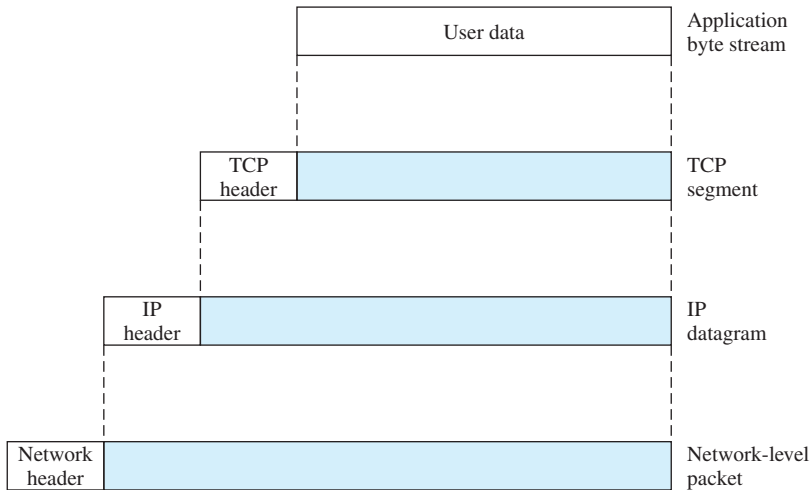 User data
Application
byte stream
TCP
header
TCP
segment
IP
header
IP
datagram
Network
header
Network-level
packet